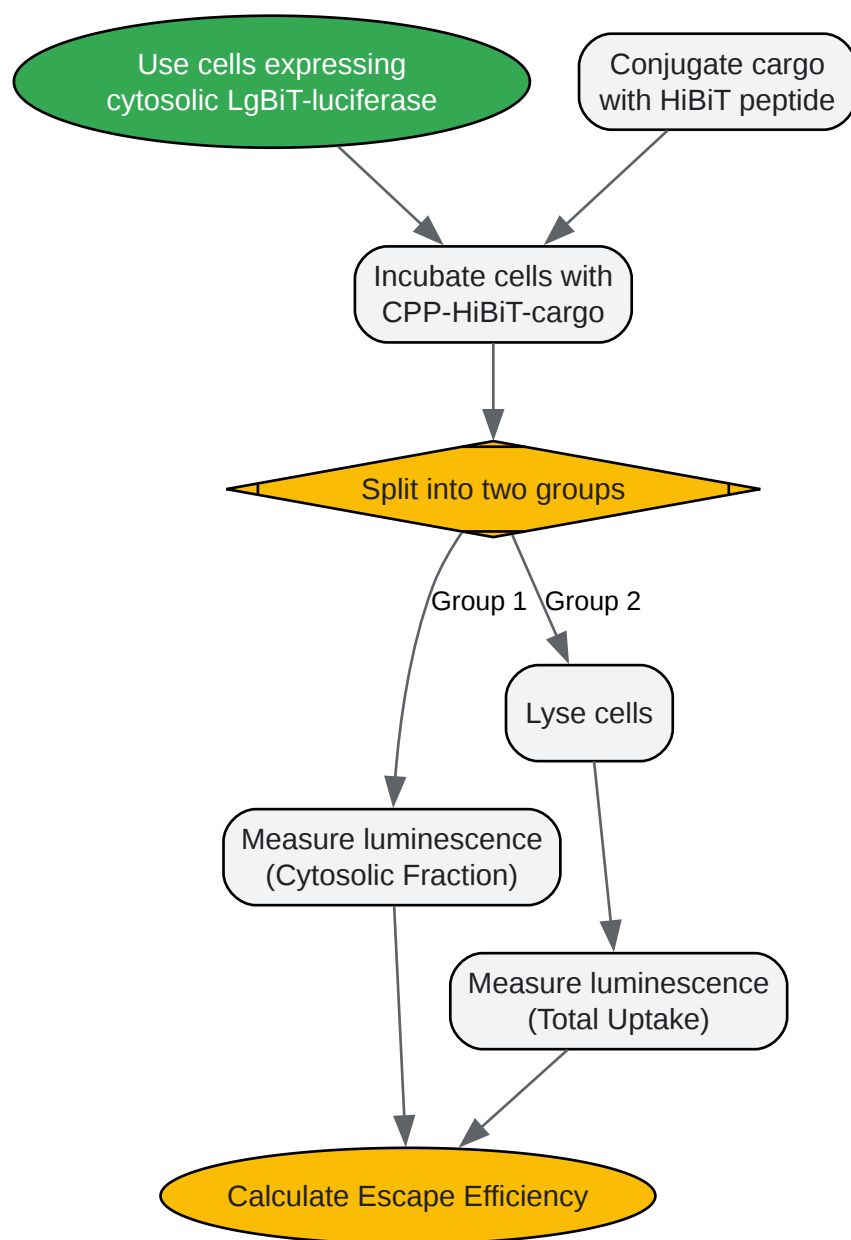 Use cells expressing
cytosolic LgBiT-luciferase
Conjugate cargo
with HiBiT peptide
Incubate cells with
CPP-HiBiT-cargo
Split into two groups
Group 1
Group 2
Lyse cells
Measure luminescence
(Cytosolic Fraction)
Measure luminescence
(Total Uptake)
Calculate Escape Efficiency